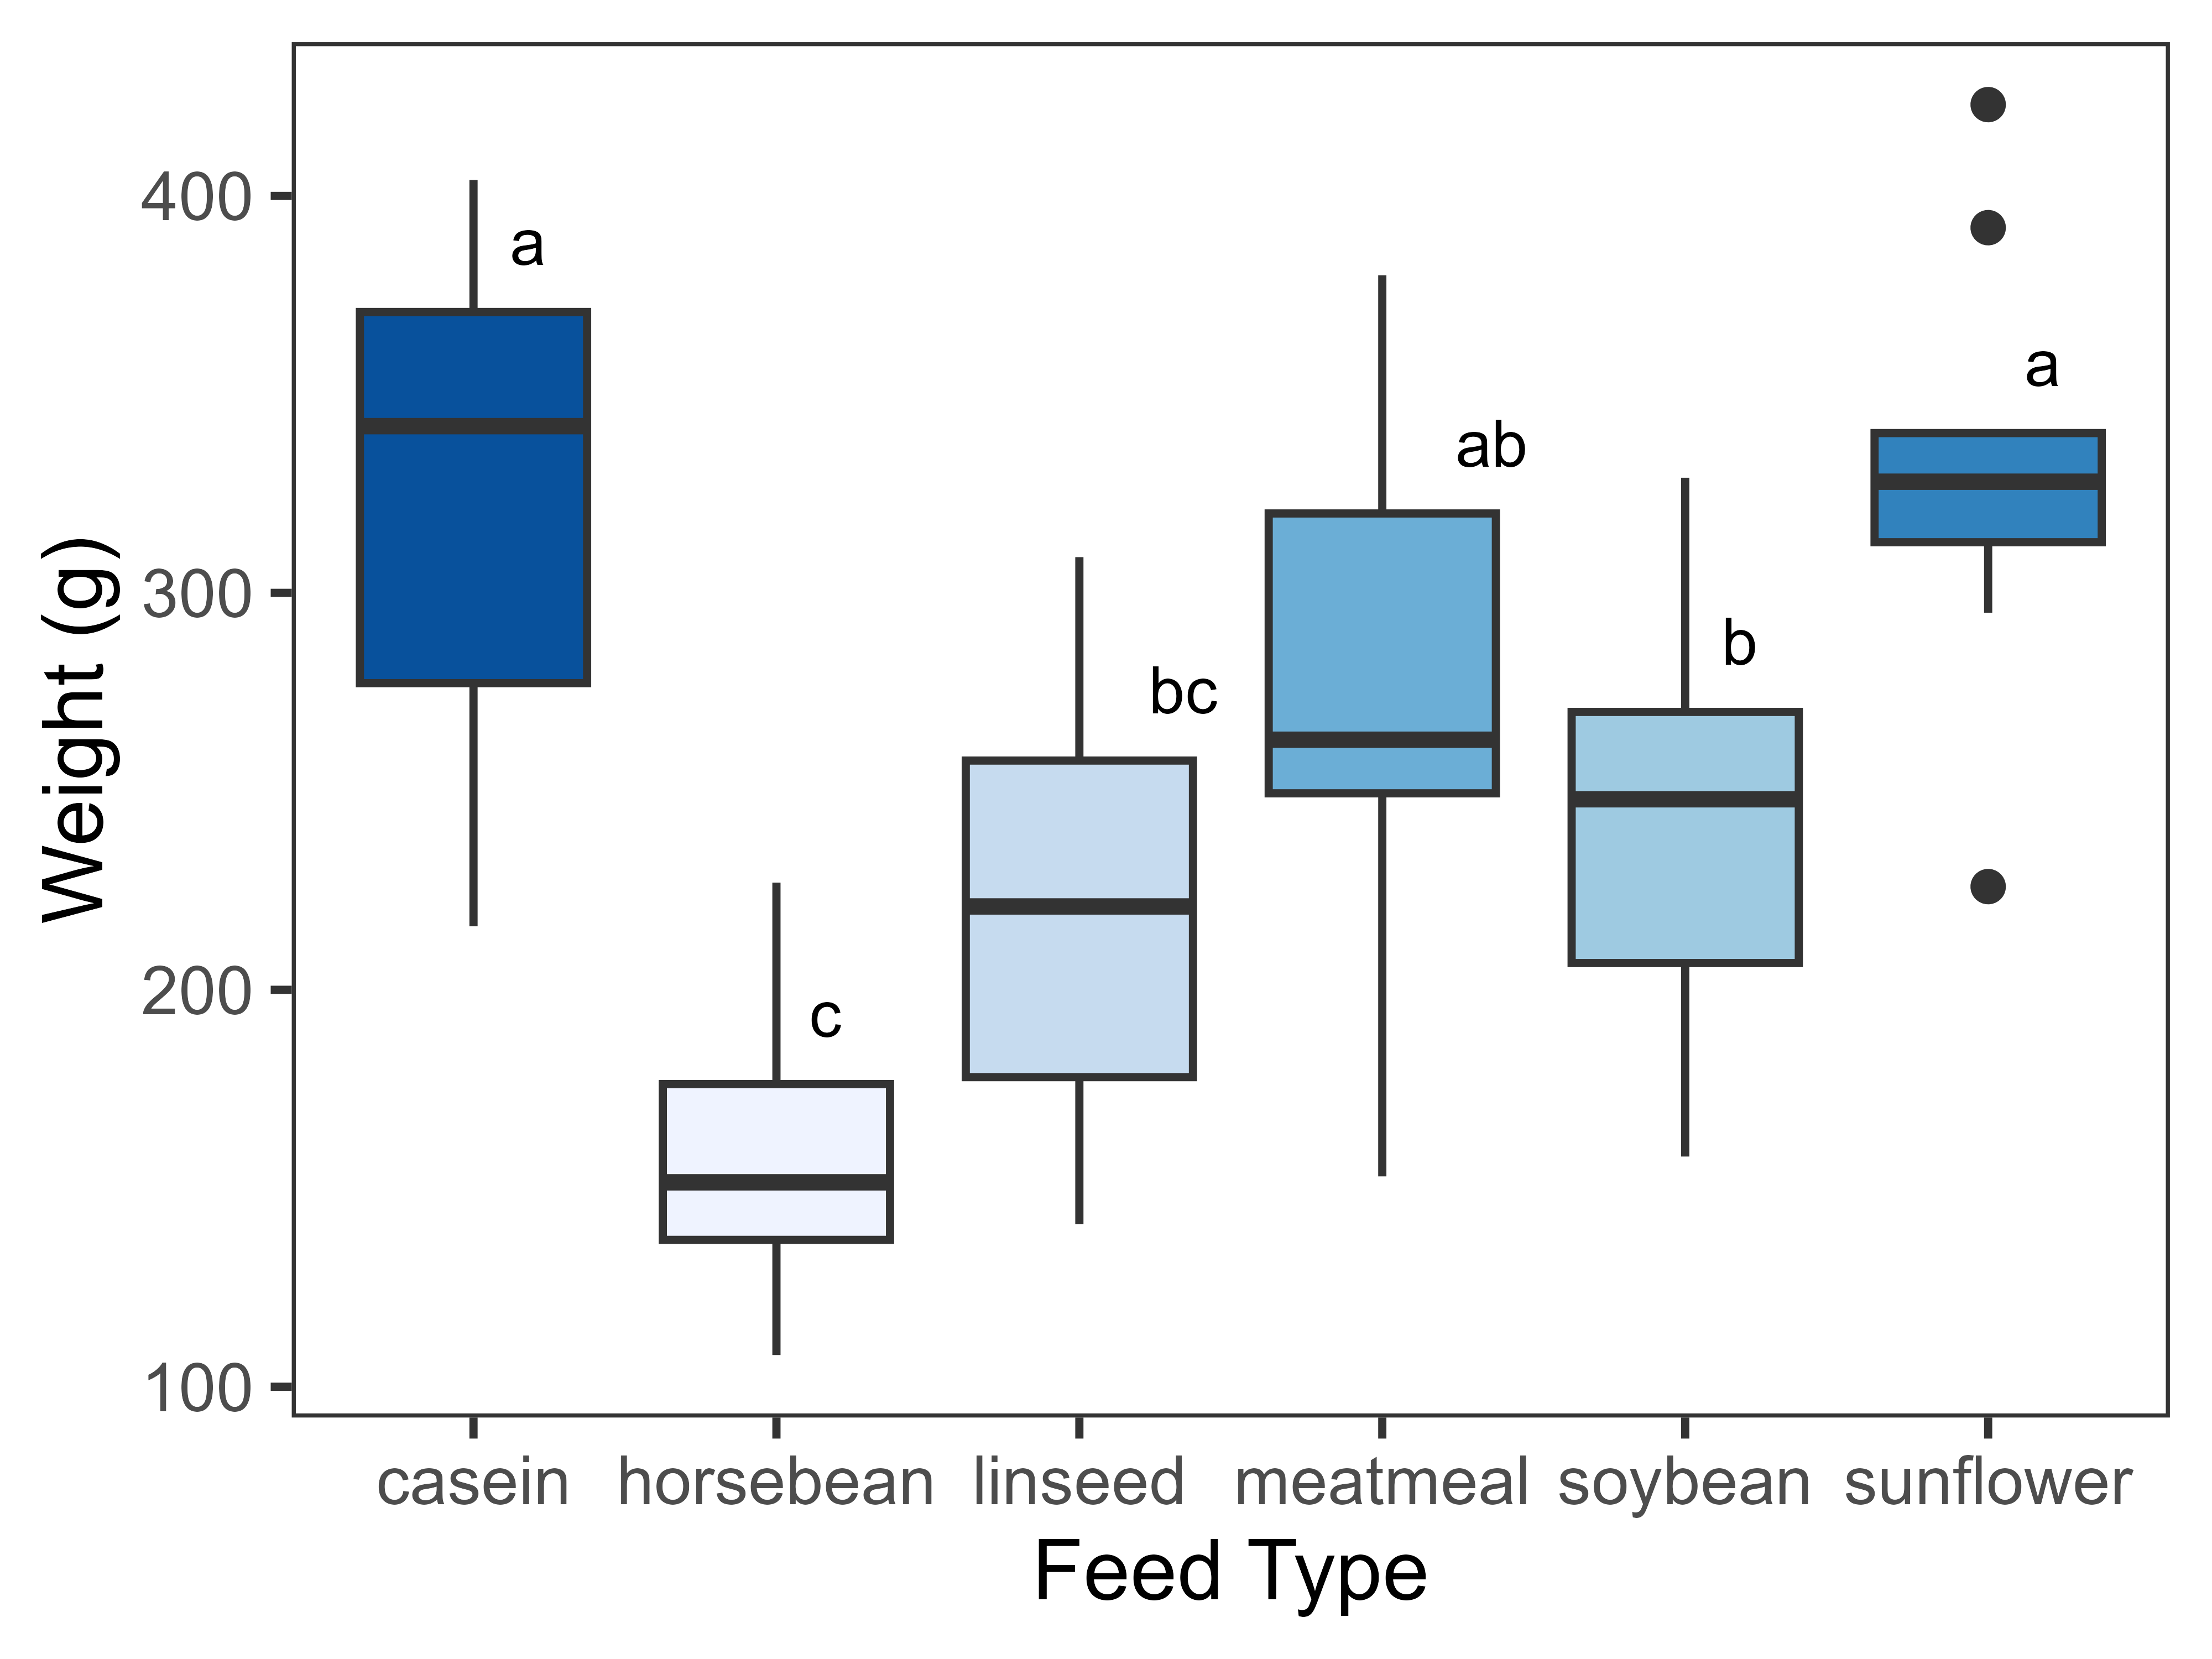 400
300
200
100
Weight (g)
a
c
bc
ab
b
a
casein horsebean linseed meatmeal soybean sunflower
Feed Type